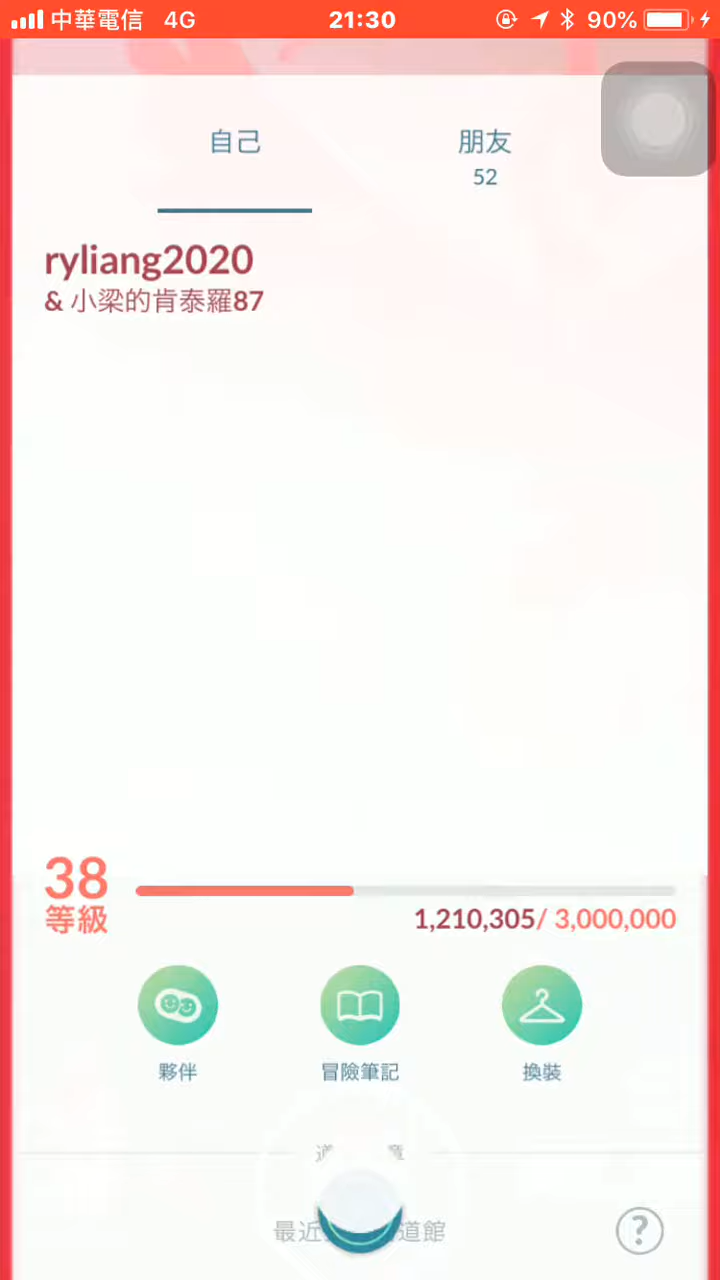 中華電信 4G 21:30 90%
自己 朋友
52
ryliang2020
& 小梁的肯泰羅87
38
等級
1,210,305/ 3,000,000
夥伴 冒險筆記 換裝
最近 道館
?